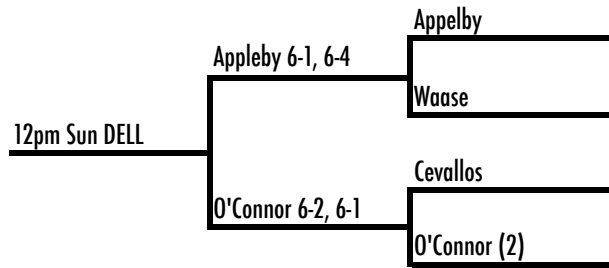 Appelby
Appleby 6-1, 6-4
Waase
12pm Sun DELL
Cevallos
O'Connor 6-2, 6-1
O'Connor (2)